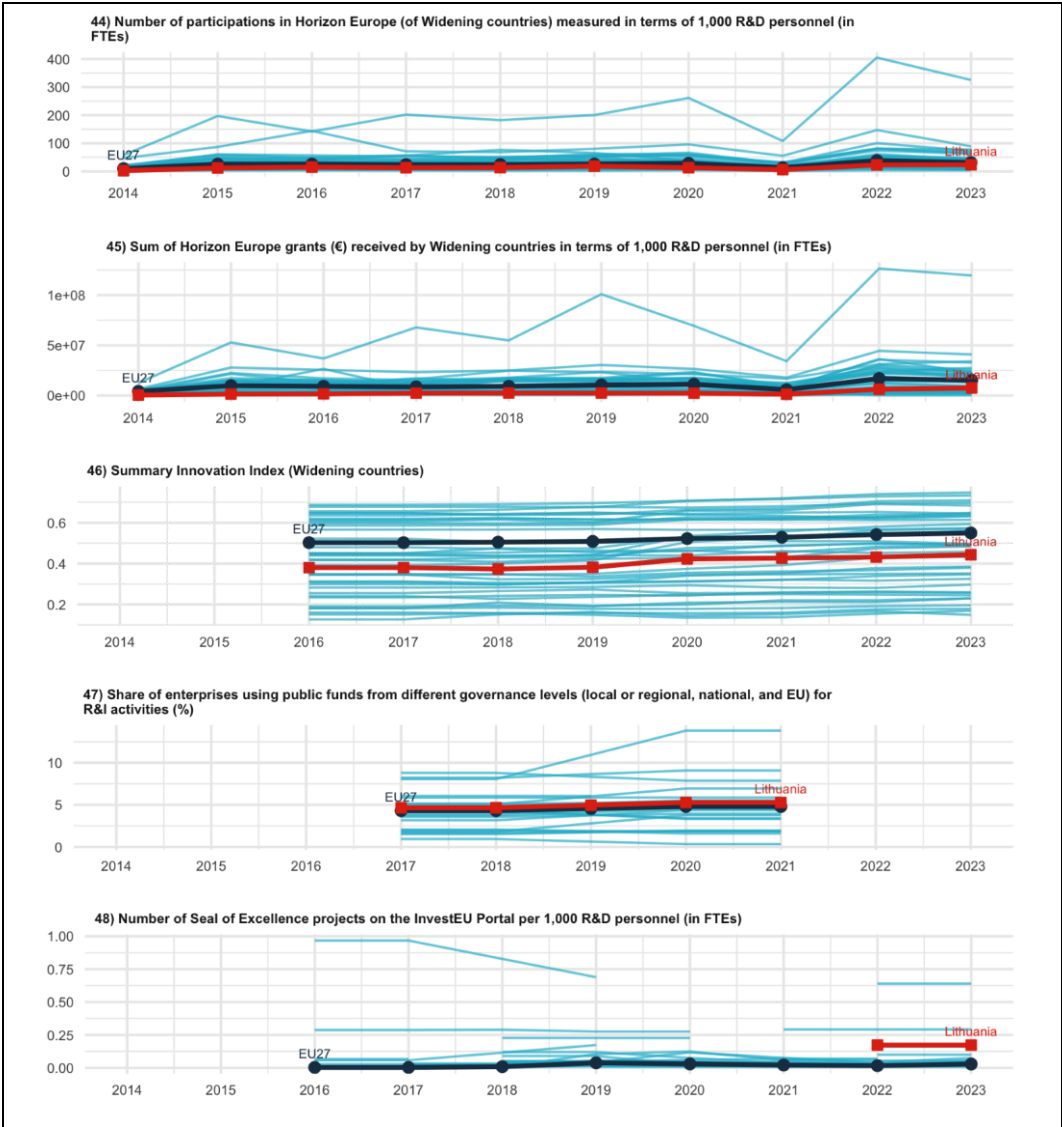 44) Number of participations in Horizon Europe (of Widening countries) measured in terms of 1,000 R&D personnel (in
FTEs)
400
300
200
100
0
EU27
Lithuania
2014 2015 2016 2017 2018 2019 2020 2021 2022 2023
45) Sum of Horizon Europe grants (€) received by Widening countries in terms of 1,000 R&D personnel (in FTEs)
1e+08
5e+07
0e+00
EU27
Lithuania
2014 2015 2016 2017 2018 2019 2020 2021 2022 2023
46) Summary Innovation Index (Widening countries)
0.6
0.4
0.2
EU27
Lithuania
2014 2015 2016 2017 2018 2019 2020 2021 2022 2023
47) Share of enterprises using public funds from different governance levels (local or regional, national, and EU) for
R&I activities (%)
10
5
0
EU27
Lithuania
2014 2015 2016 2017 2018 2019 2020 2021 2022 2023
48) Number of Seal of Excellence projects on the InvestEU Portal per 1,000 R&D personnel (in FTEs)
1.00
0.75
0.50
0.25
0.00
EU27
Lithuania
2014 2015 2016 2017 2018 2019 2020 2021 2022 2023